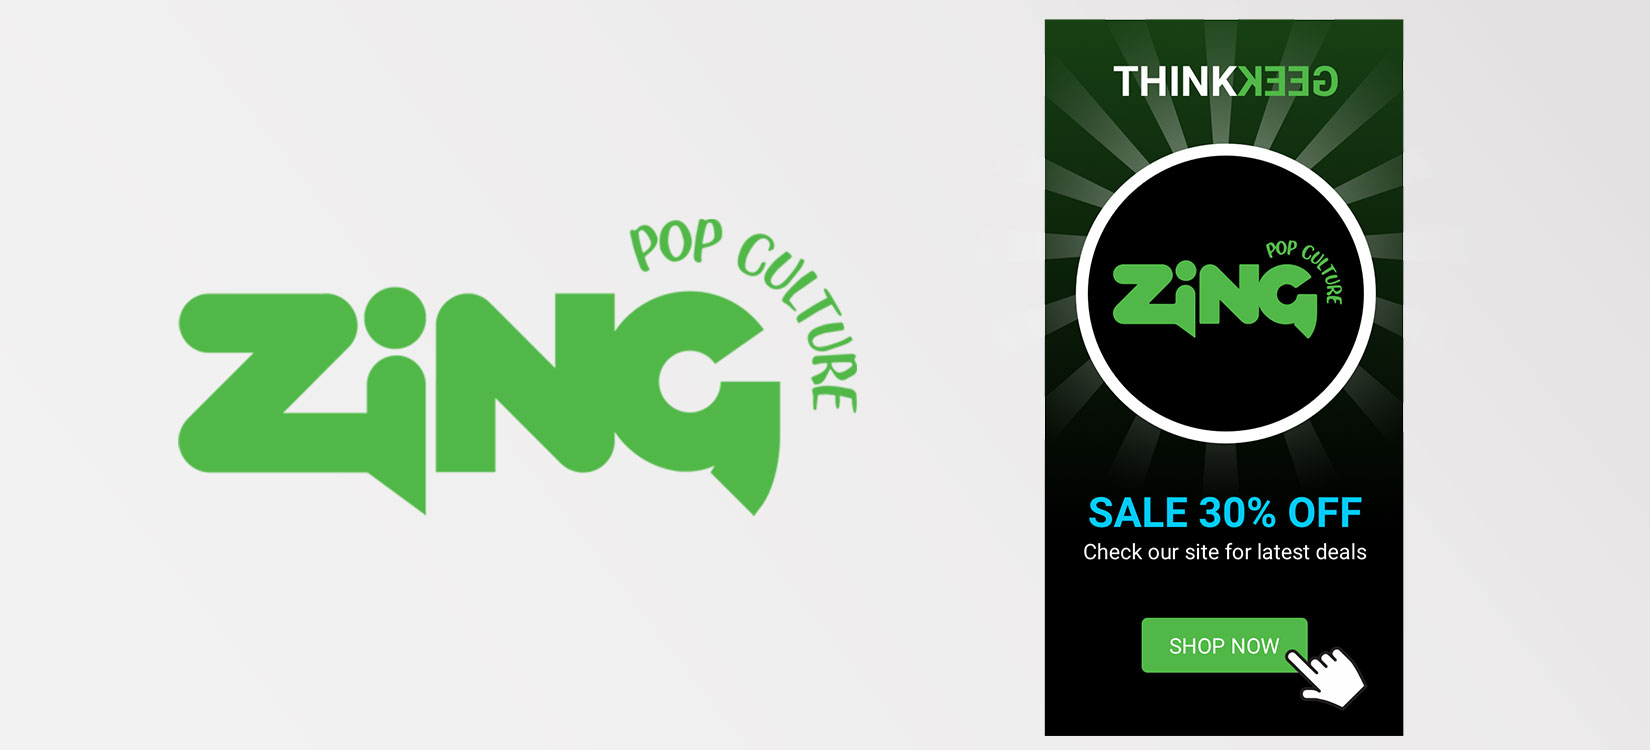 ZiNG
POP CULTURE
THINKGEEK
ZiNG
POP CULTURE
SALE 30% OFF
Check our site for latest deals
SHOP NOW